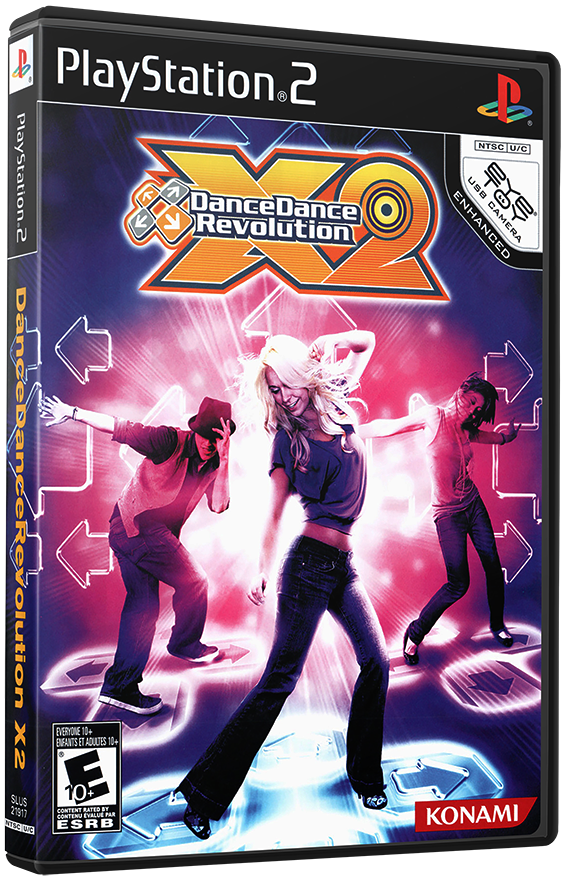 PlayStation®2
NTSC U/C
EYE
TOY®
USB CAMERA
ENHANCED
X2
DanceDance
Revolution
PlayStation®2
DanceDanceRevolution X2
SLUS
21917
NTSC U/C
EVERYONE 10+
ENFANTS ET ADULTES 10+
E
10+
CONTENT RATED BY
CONTENU ÉVALUÉ PAR
ESRB
KONAMI